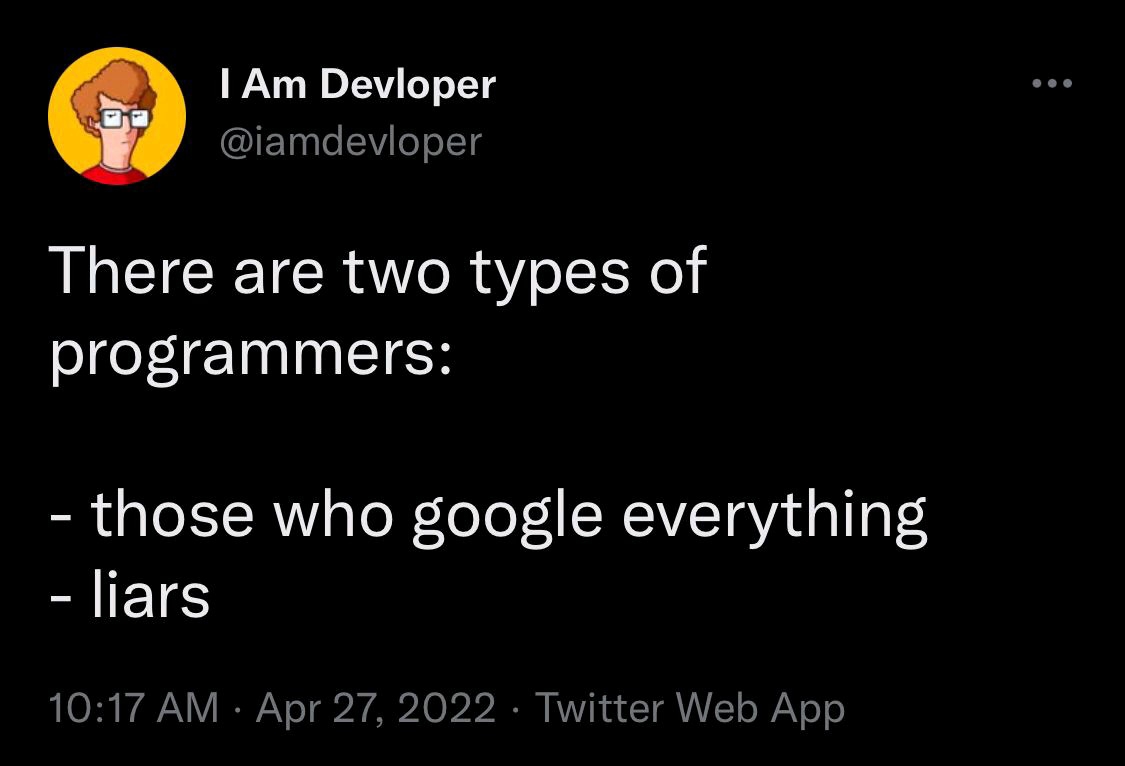 I Am Devloper
@iamdevloper
There are two types of
programmers:
- those who google everything
- liars
10:17 AM · Apr 27, 2022 · Twitter Web App